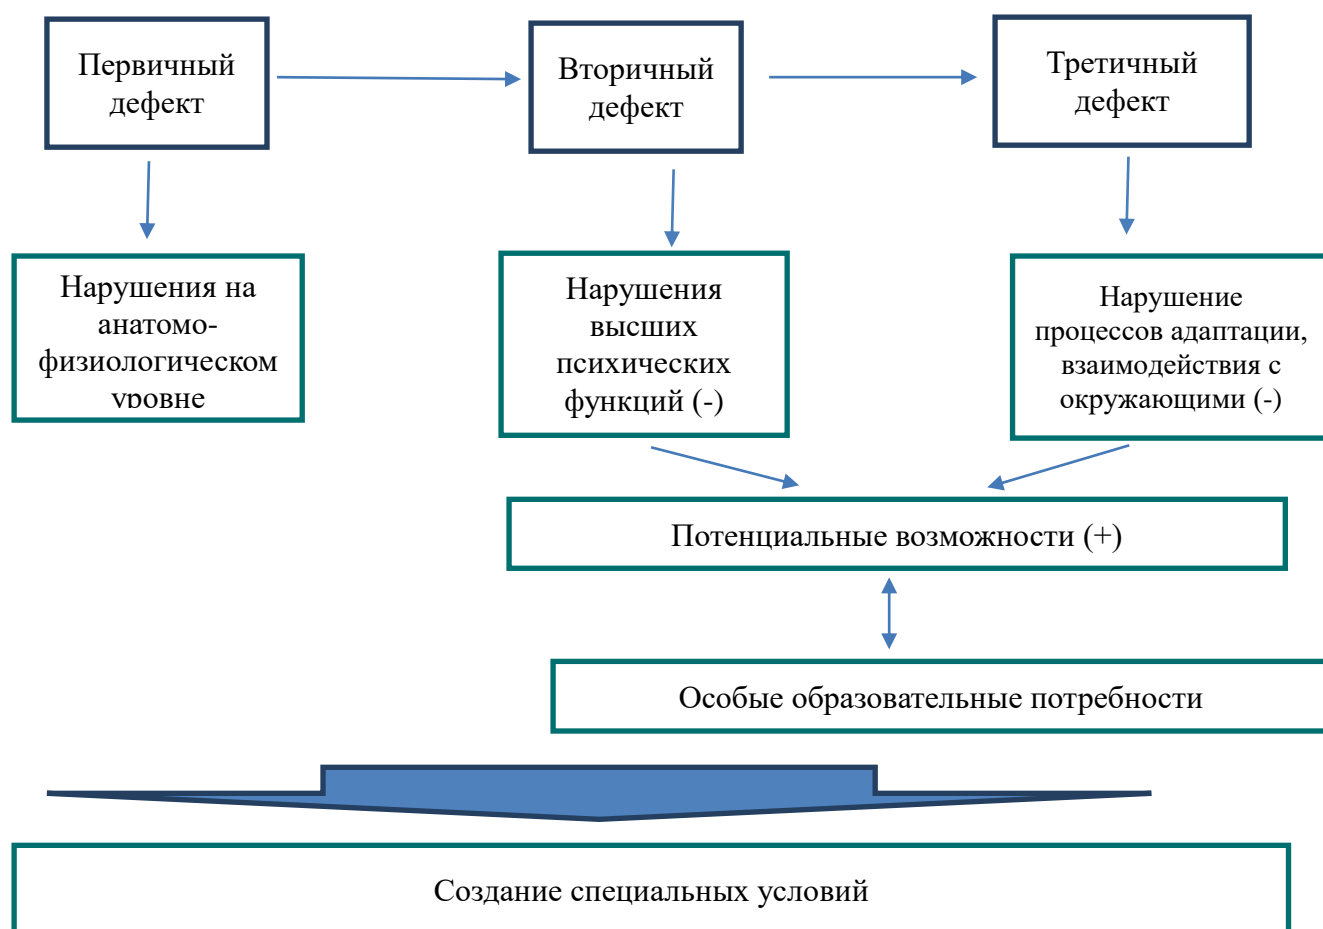 Первичный
дефект
Вторичный
дефект
Третичный
дефект
Нарушения на
анатомо-
физиологическом
уровне
Нарушения
высших
психических
функций (-)
Нарушение
процессов адаптации,
взаимодействия с
окружающими (-)
Потенциальные возможности (+)
Особые образовательные потребности
Создание специальных условий